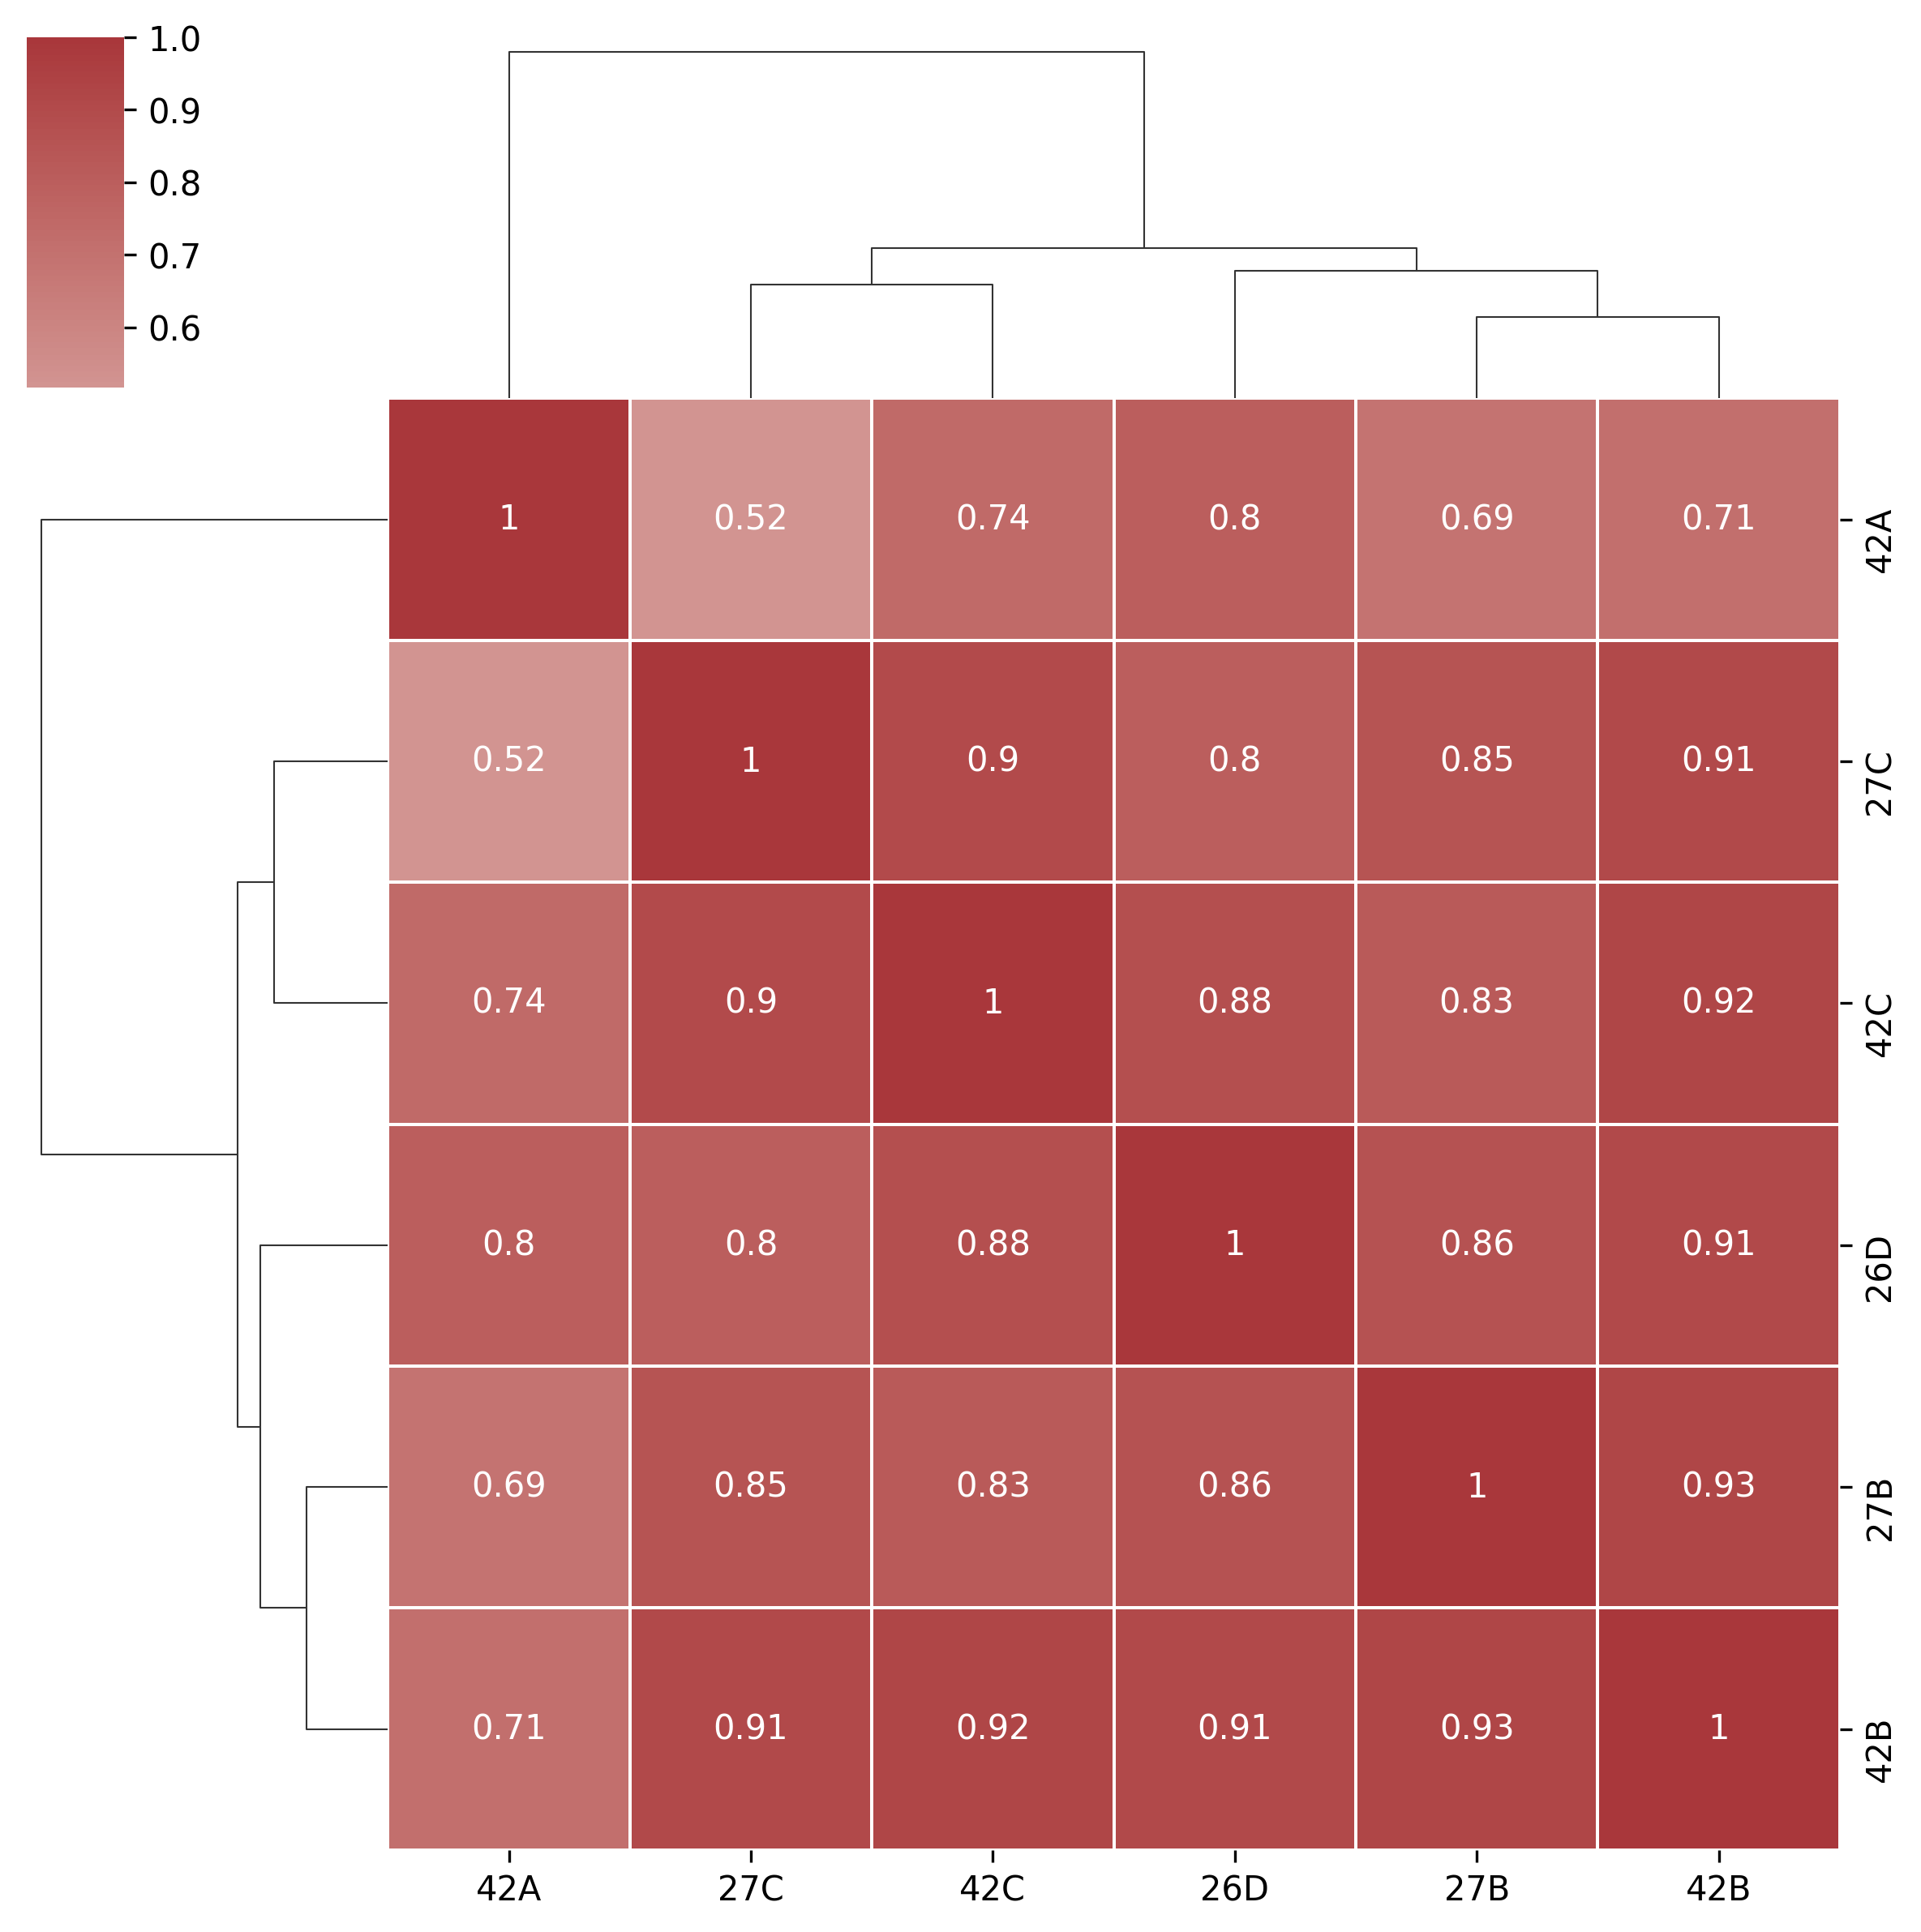 1.0
0.9
0.8
0.7
0.6
1 0.52 0.74 0.8 0.69 0.71 42A
0.52 1 0.9 0.8 0.85 0.91 27C
0.74 0.9 1 0.88 0.83 0.92 42C
0.8 0.8 0.88 1 0.86 0.91 26D
0.69 0.85 0.83 0.86 1 0.93 27B
0.71 0.91 0.92 0.91 0.93 1 42B
42A 27C 42C 26D 27B 42B